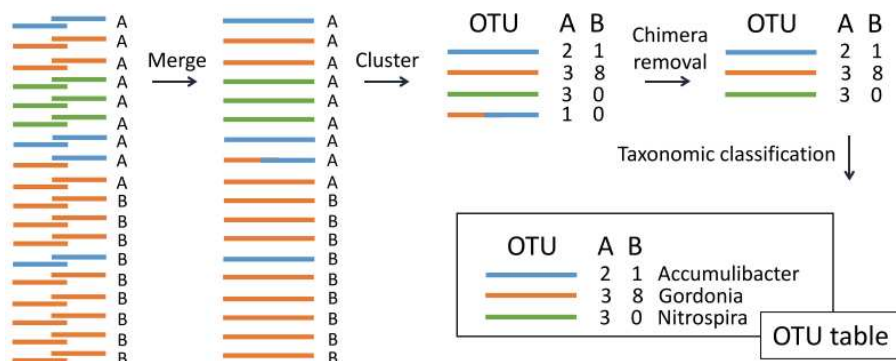 A
A
A
A
A
A
A
A
A
B
B
B
B
B
B
B
B
B
Merge
A
A
A
A
A
A
A
A
A
B
B
B
B
B
B
B
B
B
Cluster
OTU A B
2 1
3 8
3 0
1 0
Chimera
removal
OTU A B
2 1
3 8
3 0
Taxonomic classification
OTU A B
2 1 Accumulibacter
3 8 Gordonia
3 0 Nitrospira
OTU table